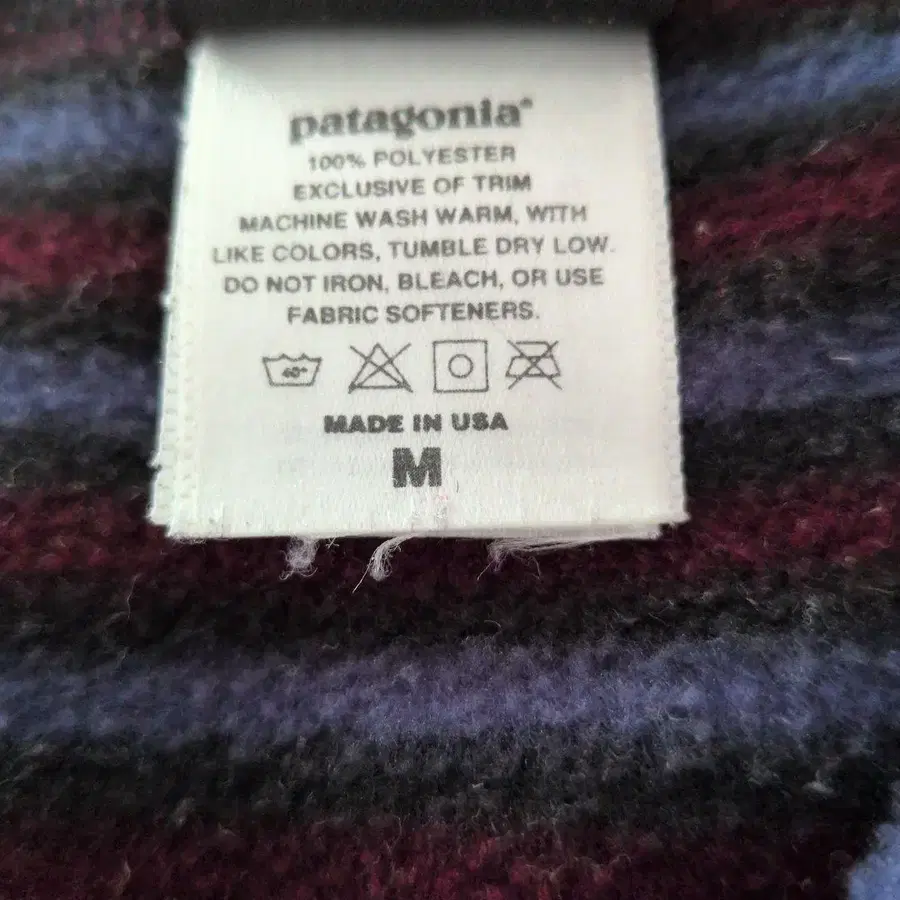 patagonia®
100% POLYESTER
EXCLUSIVE OF TRIM
MACHINE WASH WARM, WITH
LIKE COLORS, TUMBLE DRY LOW.
DO NOT IRON, BLEACH, OR USE
FABRIC SOFTENERS.
40°
MADE IN USA
M